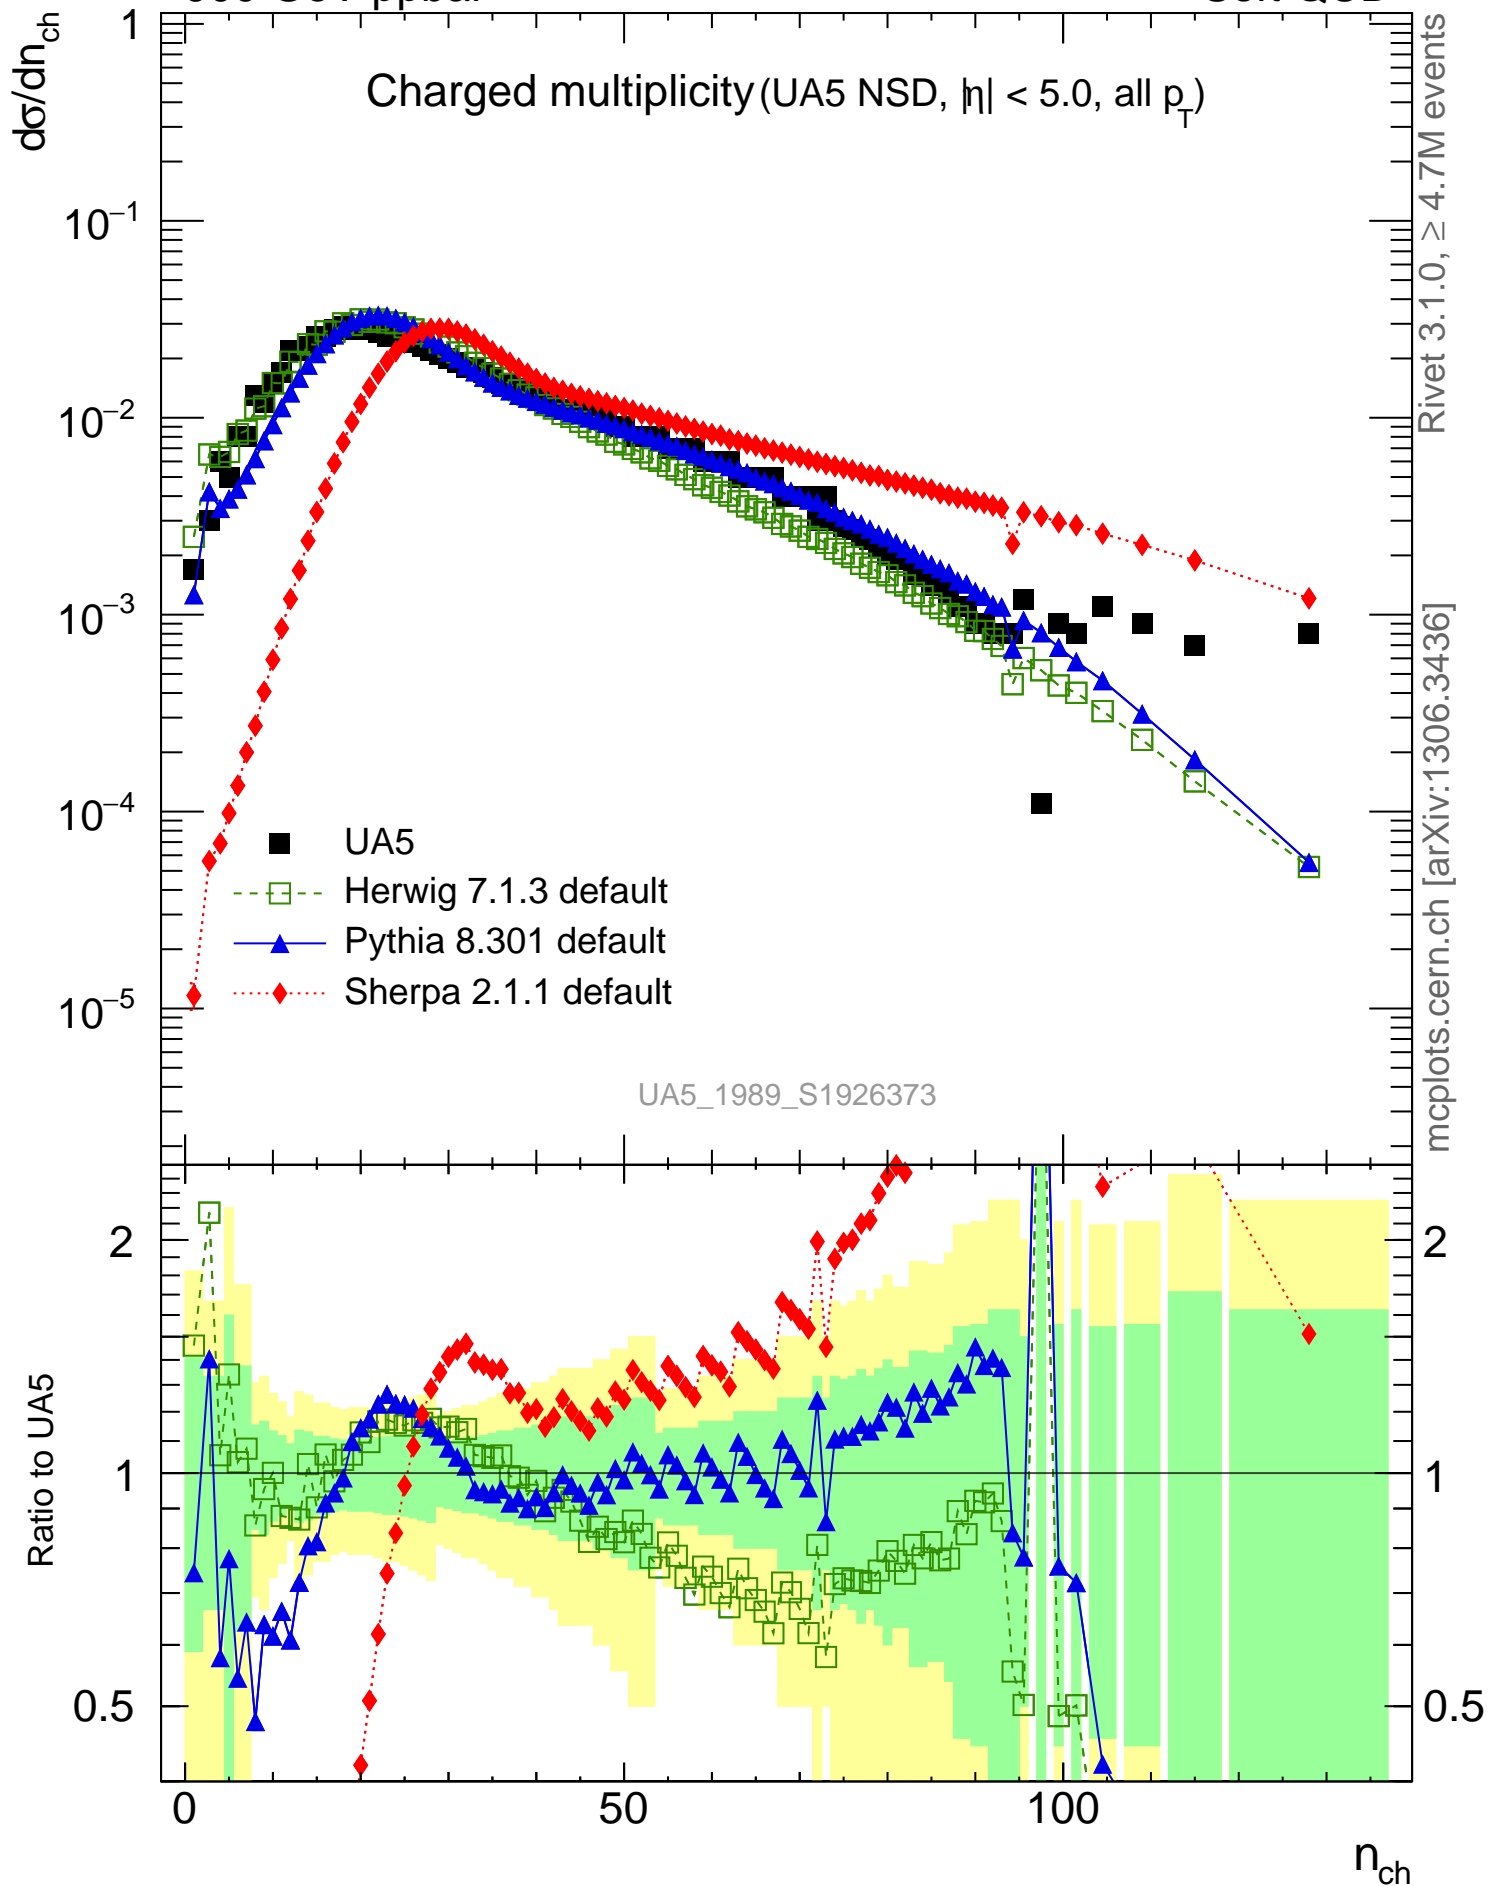 dσ/dn_ch
Charged multiplicity (UA5 NSD, |η| < 5.0, all p_T)
1
10⁻¹
10⁻²
10⁻³
10⁻⁴
10⁻⁵
UA5
Herwig 7.1.3 default
Pythia 8.301 default
Sherpa 2.1.1 default
UA5_1989_S1926373
Rivet 3.1.0, ≥ 4.7M events
mcplots.cern.ch [arXiv:1306.3436]
Ratio to UA5
2
1
0.5
2
1
0.5
0
50
100
n_ch